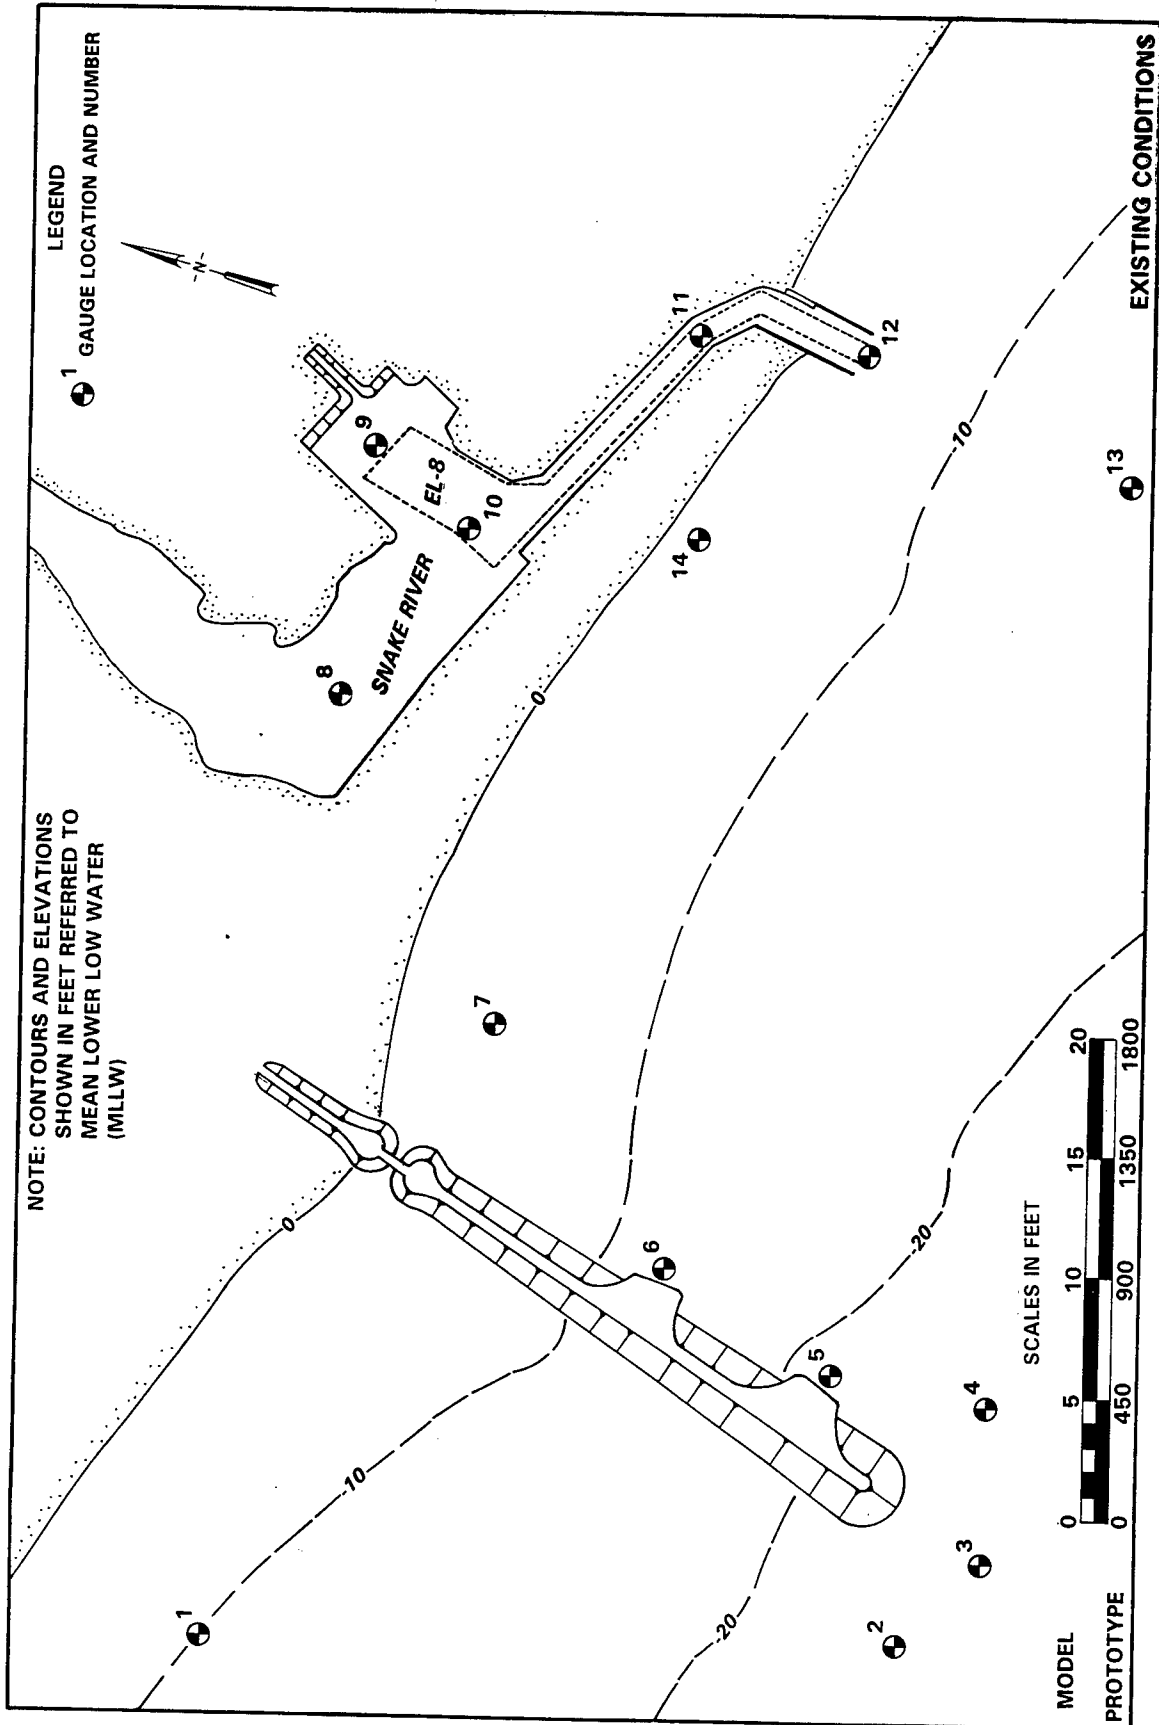 NOTE: CONTOURS AND ELEVATIONS
SHOWN IN FEET REFERRED TO
MEAN LOWER LOW WATER
(MLLW)
LEGEND
1 GAUGE LOCATION AND NUMBER
N
1
2
3
4
5
6
7
8
9
10
11
12
13
14
SNAKE RIVER
EL-8
0
0
-10
-10
-20
-20
SCALES IN FEET
MODEL 0 5 10 15 20
PROTOTYPE 0 450 900 1350 1800
EXISTING CONDITIONS